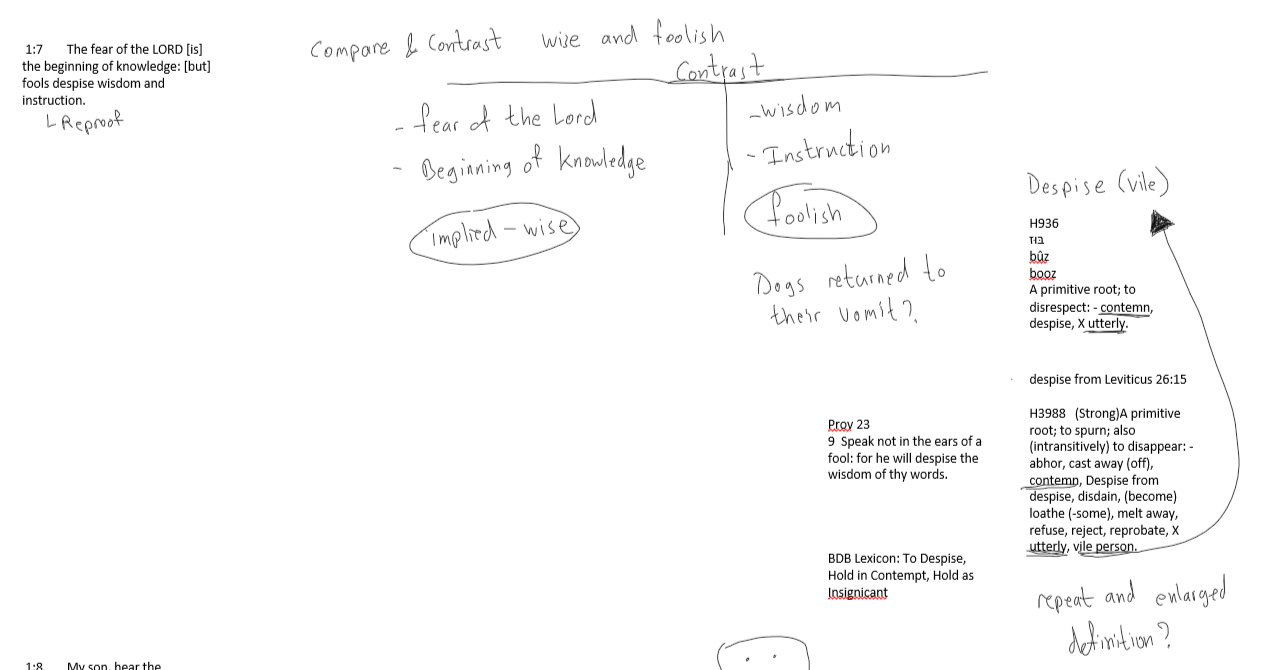 1:7 The fear of the LORD [is]
the beginning of knowledge: [but]
fools despise wisdom and
instruction.
Reproof
Compare & Contrast wise and foolish
Contrast
- fear of the Lord
- Beginning of knowledge
implied - wise
- wisdom
- Instruction
foolish
Dogs returned to
their vomit?
Despise (vile)
H936
בּוּז
bûz
booz
A primitive root; to
disrespect: - contemn,
despise, X utterly.
despise from Leviticus 26:15
H3988 (Strong)A primitive
root; to spurn; also
(intransitively) to disappear: -
abhor, cast away (off),
contemn, Despise from
despise, disdain, (become)
loathe (-some), melt away,
refuse, reject, reprobate, X
utterly, vile person.
repeat and enlarged
definition?
Prov 23
9 Speak not in the ears of a
fool: for he will despise the
wisdom of thy words.
BDB Lexicon: To Despise,
Hold in Contempt, Hold as
Insignicant
1:8 My son, hear the